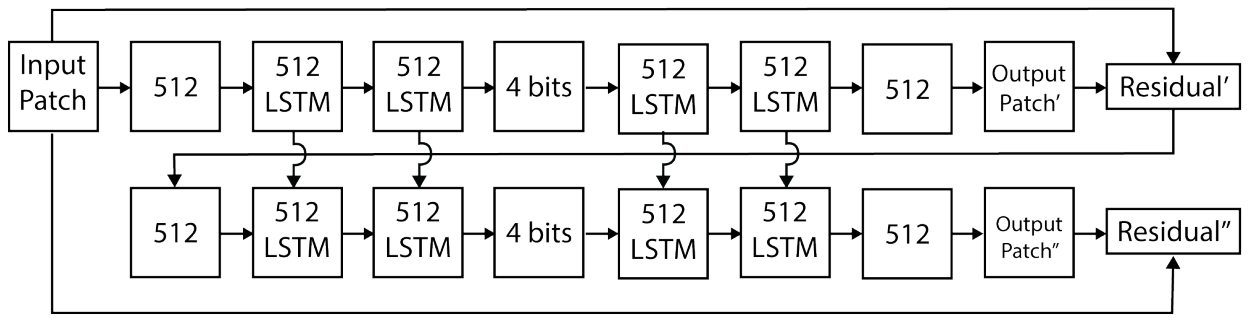 Input
Patch
512
512
LSTM
512
LSTM
4 bits
512
LSTM
512
LSTM
512
Output
Patch'
Residual'
512
512
LSTM
512
LSTM
4 bits
512
LSTM
512
LSTM
512
Output
Patch"
Residual"